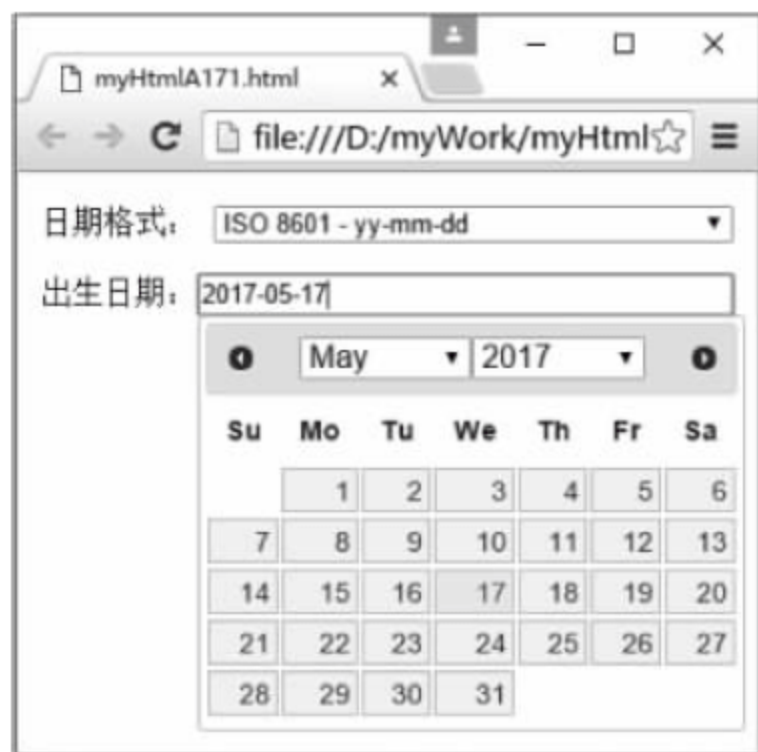 myHtmlA171.html
file:///D:/myWork/myHtml
日期格式： ISO 8601 - yy-mm-dd
出生日期： 2017-05-17
May 2017
Su Mo Tu We Th Fr Sa
1 2 3 4 5 6
7 8 9 10 11 12 13
14 15 16 17 18 19 20
21 22 23 24 25 26 27
28 29 30 31